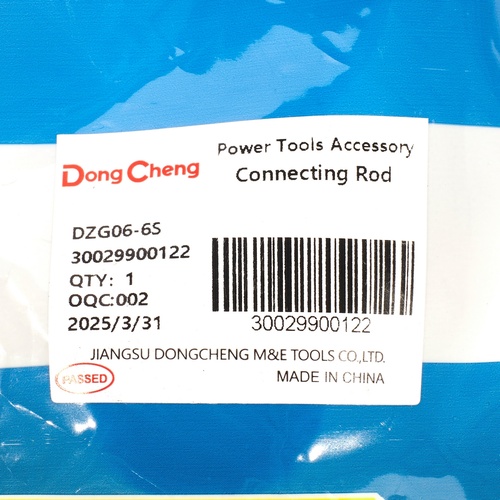 Power Tools Accessory
Dong Cheng
Connecting Rod
DZG06-6S
30029900122
QTY: 1
OQC:002
2025/3/31
30029900122
JIANGSU DONGCHENG M&E TOOLS CO.,LTD.
PASSED
MADE IN CHINA